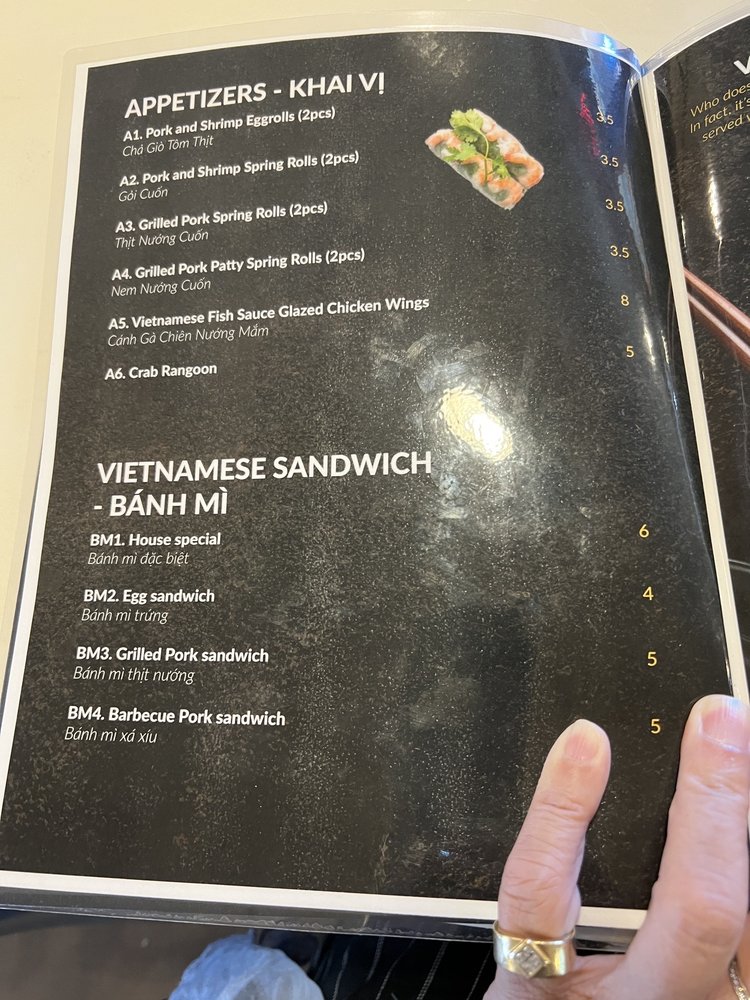 APPETIZERS - KHAI VỊ
A1. Pork and Shrimp Eggrolls (2pcs) 3.5
Chả Giò Tôm Thịt
A2. Pork and Shrimp Spring Rolls (2pcs) 3.5
Gỏi Cuốn
A3. Grilled Pork Spring Rolls (2pcs) 3.5
Thịt Nướng Cuốn
A4. Grilled Pork Patty Spring Rolls (2pcs) 3.5
Nem Nướng Cuốn
A5. Vietnamese Fish Sauce Glazed Chicken Wings 8
Cánh Gà Chiên Nướng Mắm
A6. Crab Rangoon 5
VIETNAMESE SANDWICH
- BÁNH MÌ
BM1. House special 6
Bánh mì đặc biệt
BM2. Egg sandwich 4
Bánh mì trứng
BM3. Grilled Pork sandwich 5
Bánh mì thịt nướng
BM4. Barbecue Pork sandwich 5
Bánh mì xá xíu
V
Who does
In fact, it's
served